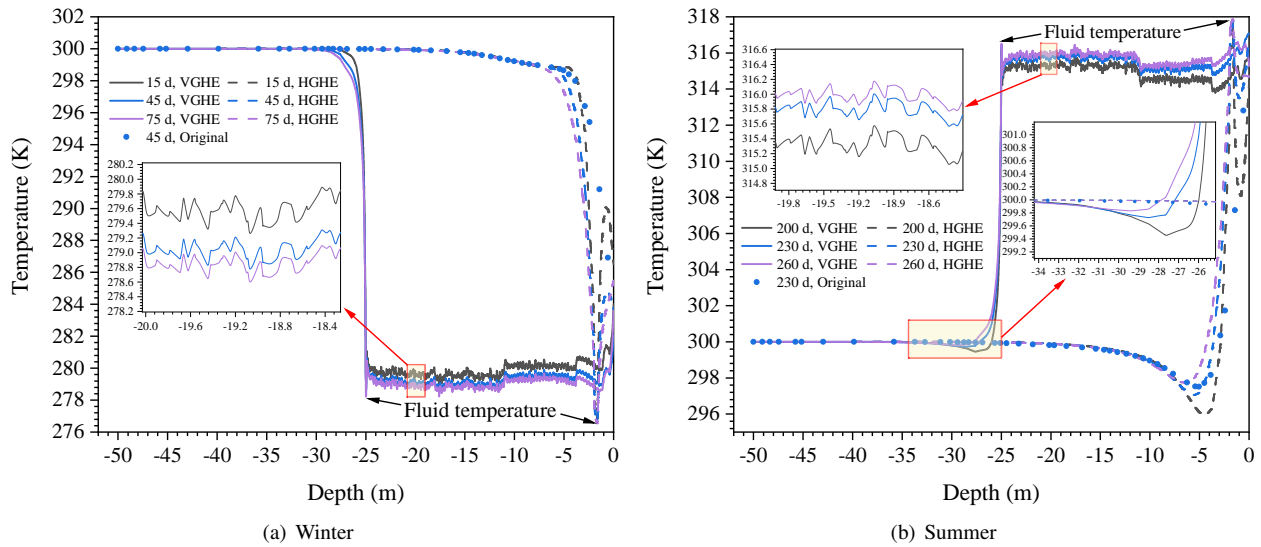 302
300
298
296
294
292
290
288
286
284
282
280
278
276
Temperature (K)
15 d, VGHE 15 d, HGHE
45 d, VGHE 45 d, HGHE
75 d, VGHE 75 d, HGHE
45 d, Original
280.2
280.0
279.8
279.6
279.4
279.2
279.0
278.8
278.6
278.4
278.2
-20.0 -19.6 -19.2 -18.8 -18.4
Fluid temperature
-50 -45 -40 -35 -30 -25 -20 -15 -10 -5 0
Depth (m)
(a) Winter
318
316
314
312
310
308
306
304
302
300
298
296
Temperature (K)
Fluid temperature
316.6
316.4
316.2
316.0
315.8
315.6
315.4
315.2
315.0
314.8
-19.8 -19.5 -19.2 -18.9 -18.6
301.0
300.8
300.6
300.4
300.2
300.0
299.8
299.6
299.4
299.2
-34 -33 -32 -31 -30 -29 -28 -27 -26
200 d, VGHE 200 d, HGHE
230 d, VGHE 230 d, HGHE
260 d, VGHE 260 d, HGHE
230 d, Original
-50 -45 -40 -35 -30 -25 -20 -15 -10 -5 0
Depth (m)
(b) Summer